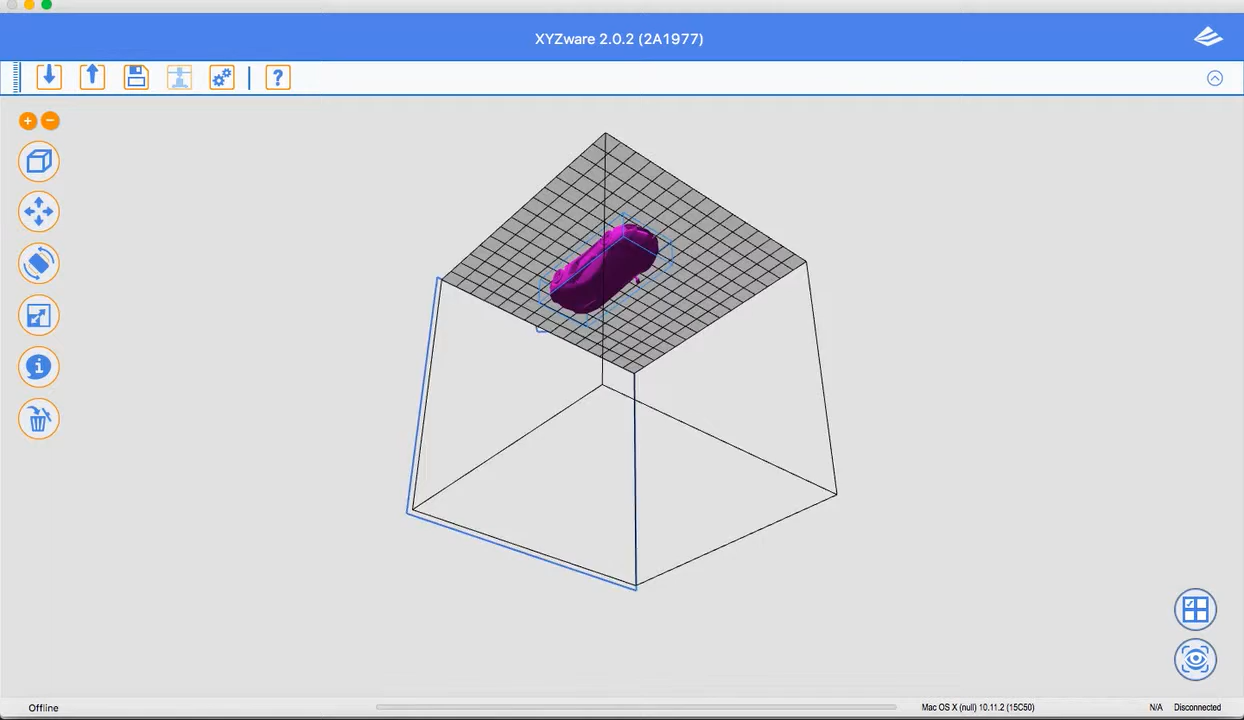 XYZware 2.0.2 (2A1977)
?
+
−
i
Offline
Mac OS X (null) 10.11.2 (15C50)
N/A
Disconnected